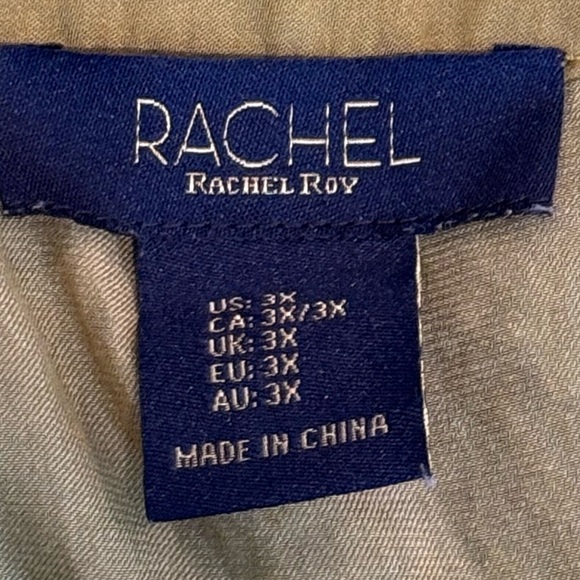 RACHEL
RACHEL ROY
US: 3X
CA: 3X/3X
UK: 3X
EU: 3X
AU: 3X
MADE IN CHINA